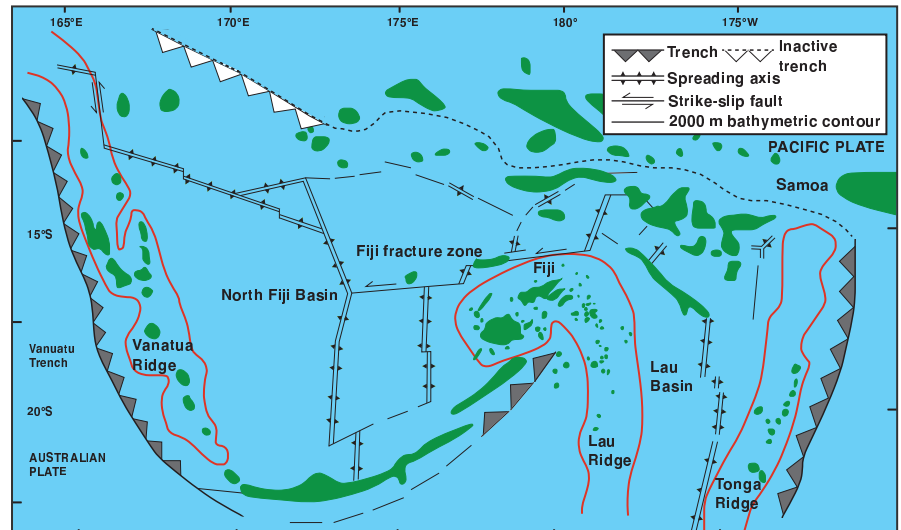 165°E 170°E 175°E 180° 175°W
Trench
Inactive
trench
Spreading axis
Strike-slip fault
2000 m bathymetric contour
PACIFIC PLATE
Samoa
15°S
Fiji fracture zone
Fiji
North Fiji Basin
Vanuatu
Trench
Vanatua
Ridge
Lau
Basin
20°S
Lau
Ridge
AUSTRALIAN
PLATE
Tonga
Ridge